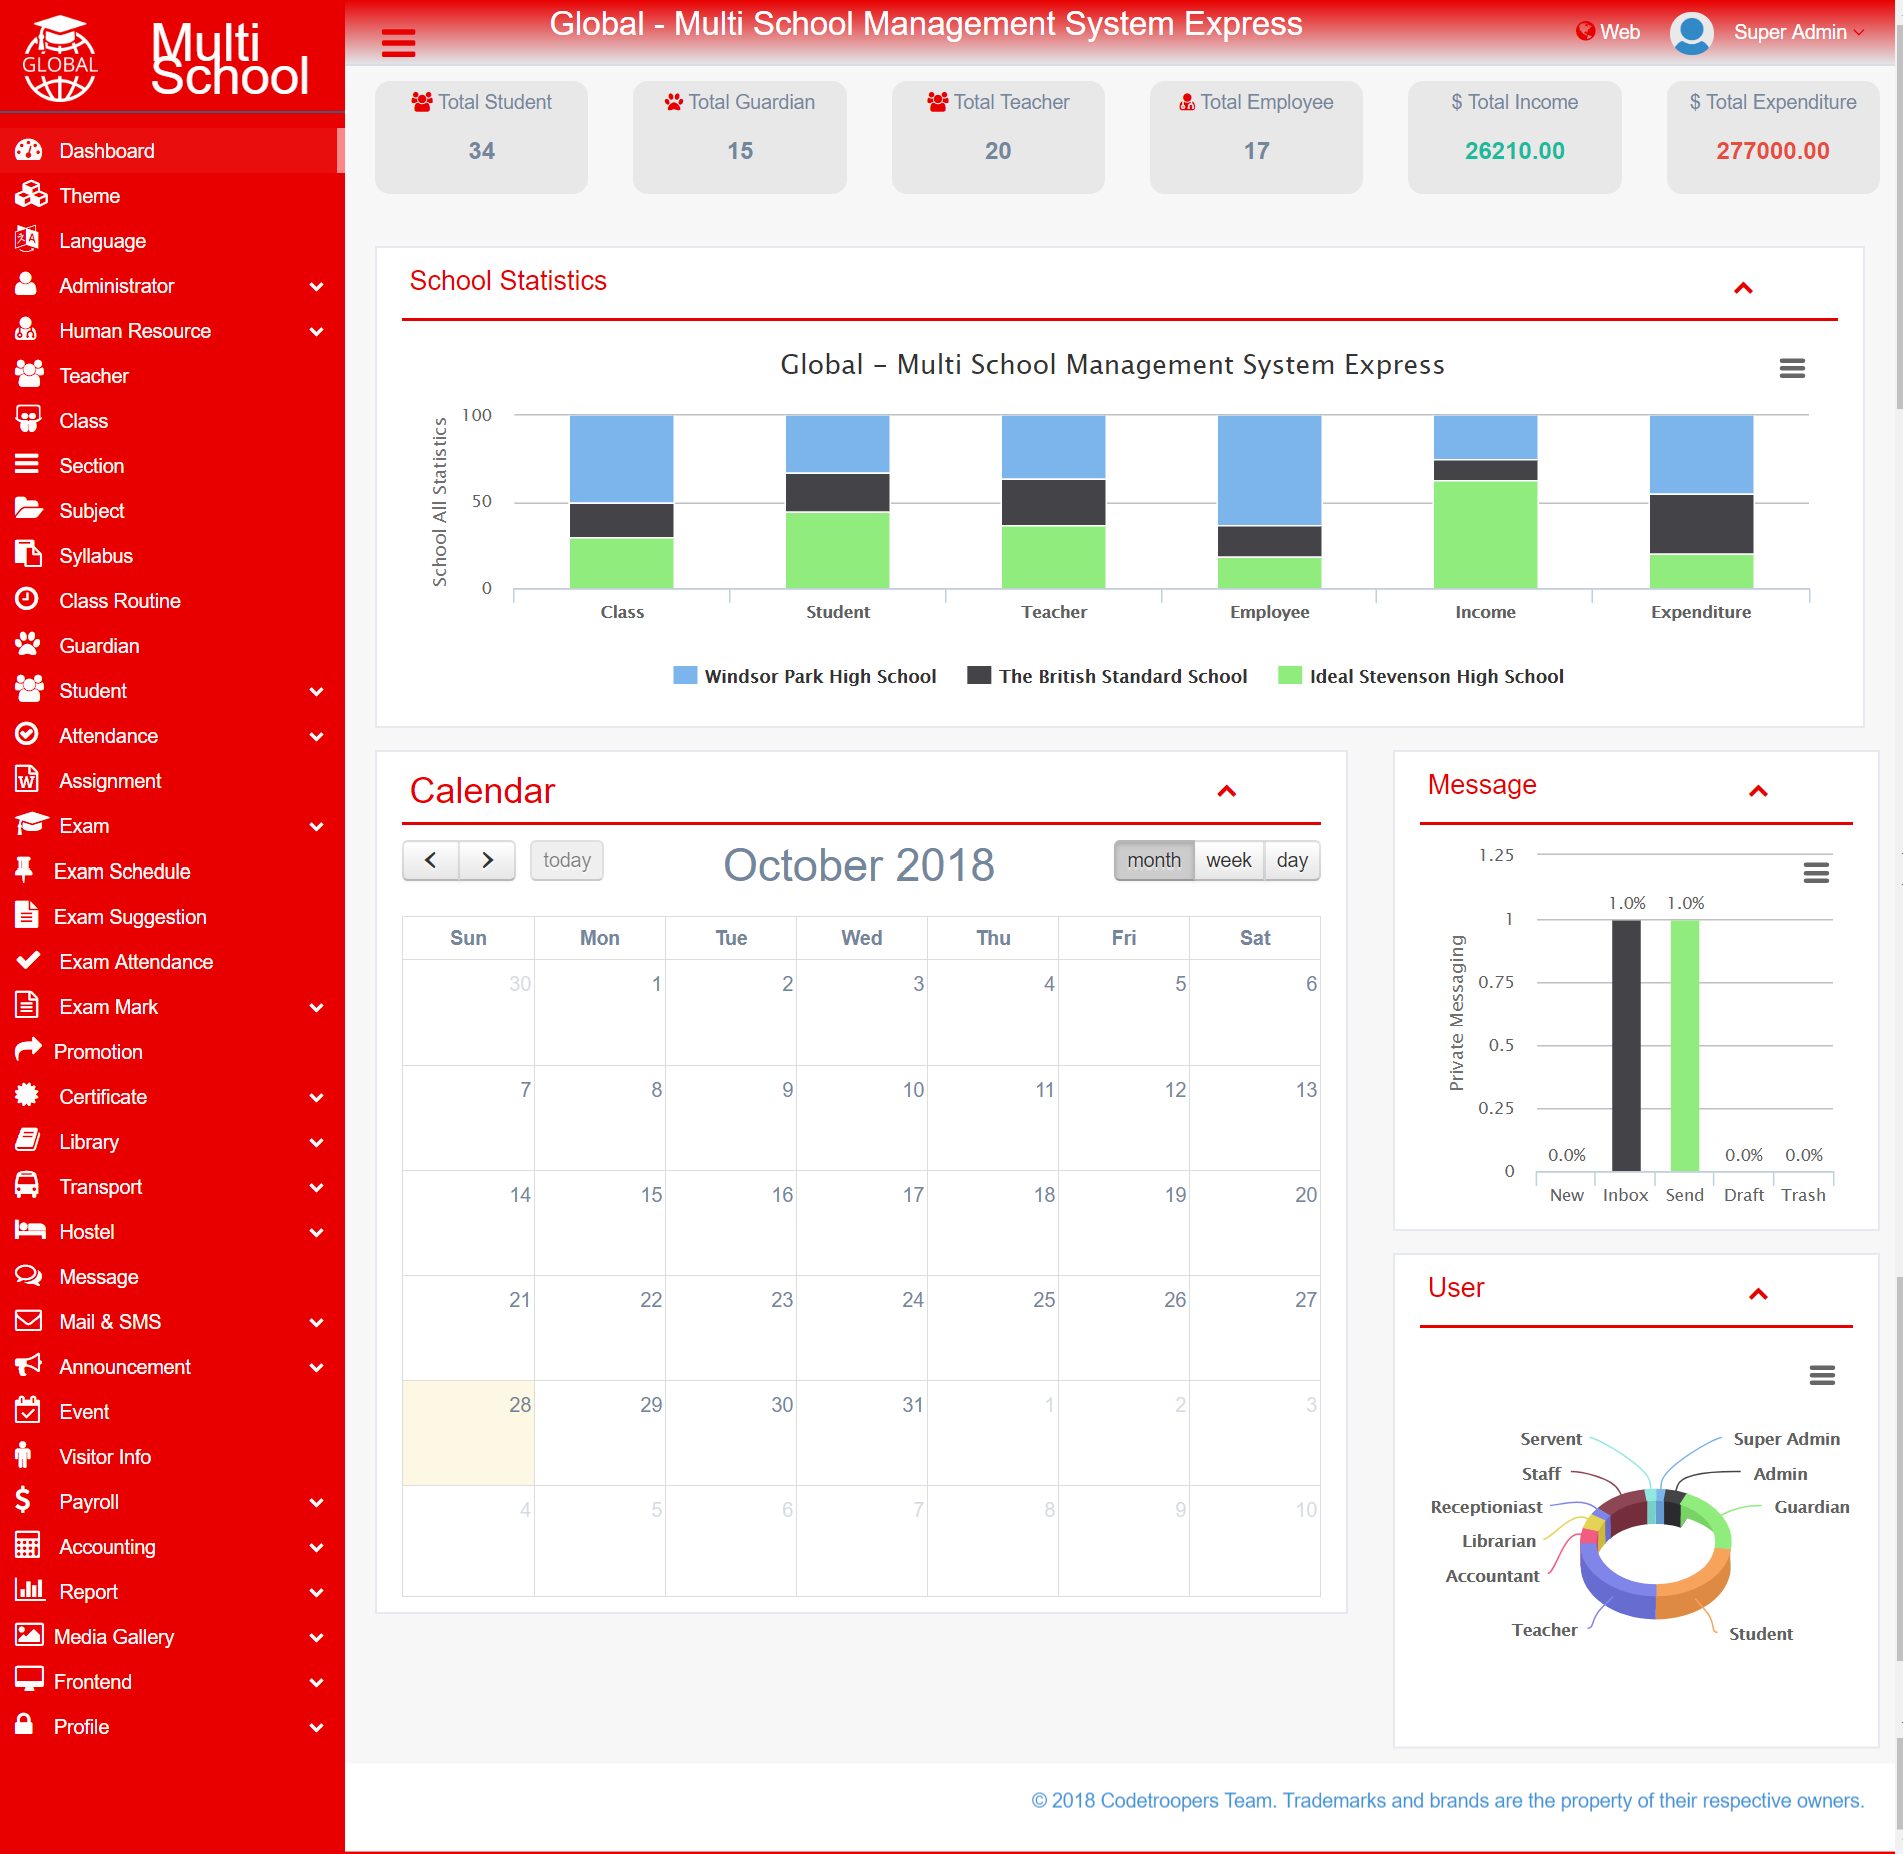 GLOBAL
Multi
School
Global - Multi School Management System Express
Web
Super Admin
Dashboard
Theme
Language
Administrator
Human Resource
Teacher
Class
Section
Subject
Syllabus
Class Routine
Guardian
Student
Attendance
Assignment
Exam
Exam Schedule
Exam Suggestion
Exam Attendance
Exam Mark
Promotion
Certificate
Library
Transport
Hostel
Message
Mail & SMS
Announcement
Event
Visitor Info
Payroll
Accounting
Report
Media Gallery
Frontend
Profile
Total Student
34
Total Guardian
15
Total Teacher
20
Total Employee
17
$ Total Income
26210.00
$ Total Expenditure
277000.00
School Statistics
Global - Multi School Management System Express
School All Statistics
100
50
0
Class Student Teacher Employee Income Expenditure
Windsor Park High School The British Standard School Ideal Stevenson High School
Calendar
today
October 2018
month week day
Sun Mon Tue Wed Thu Fri Sat
30 1 2 3 4 5 6
7 8 9 10 11 12 13
14 15 16 17 18 19 20
21 22 23 24 25 26 27
28 29 30 31 1 2 3
4 5 6 7 8 9 10
Message
Private Messaging
1.25
1
0.75
0.5
0.25
0
1.0% 1.0%
0.0% 0.0% 0.0%
New Inbox Send Draft Trash
User
Servent
Super Admin
Staff
Admin
Receptioniast
Guardian
Librarian
Accountant
Teacher
Student
© 2018 Codetroopers Team. Trademarks and brands are the property of their respective owners.